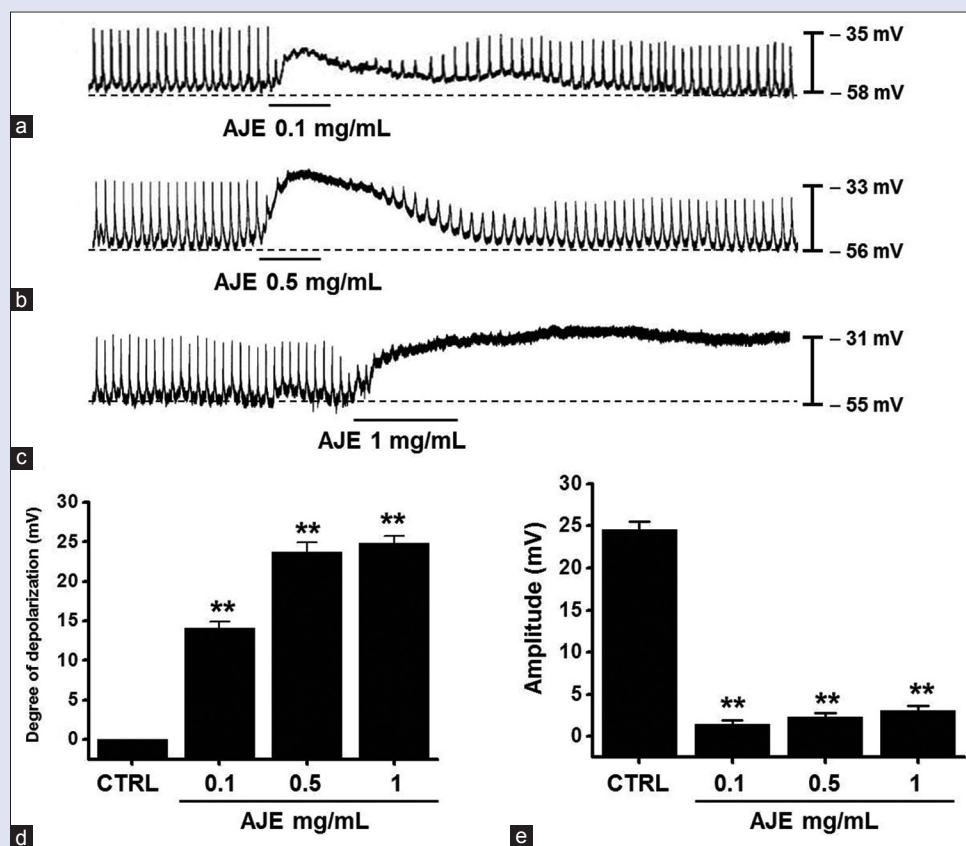 – 35 mV
– 58 mV
a
AJE 0.1 mg/mL
– 33 mV
– 56 mV
AJE 0.5 mg/mL
b
– 31 mV
– 55 mV
AJE 1 mg/mL
c
Degree of depolarization (mV)
30
25
20
15
10
5
0
**
**
**
CTRL
0.1
0.5
1
AJE mg/mL
d
Amplitude (mV)
30
25
20
15
10
5
0
**
**
**
CTRL
0.1
0.5
1
AJE mg/mL
e